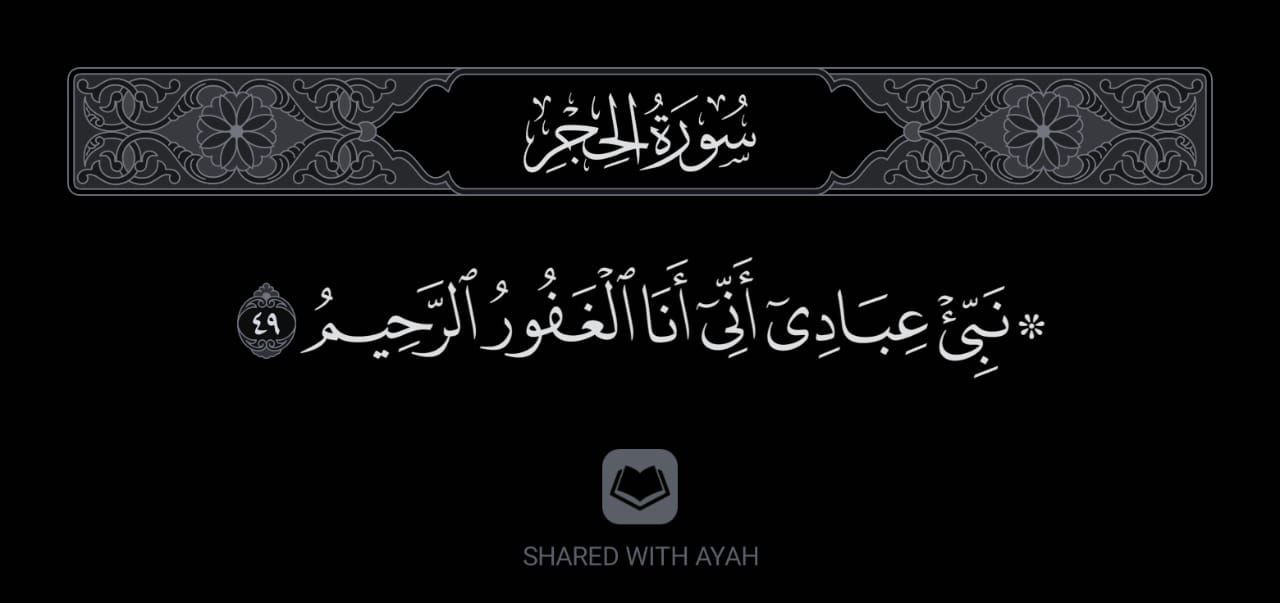 سُورَةُ الحِجْرِ
۞ نَبِّئْ عِبَادِىٓ أَنِّىٓ أَنَا ٱلْغَفُورُ ٱلرَّحِيمُ ٤٩
SHARED WITH AYAH